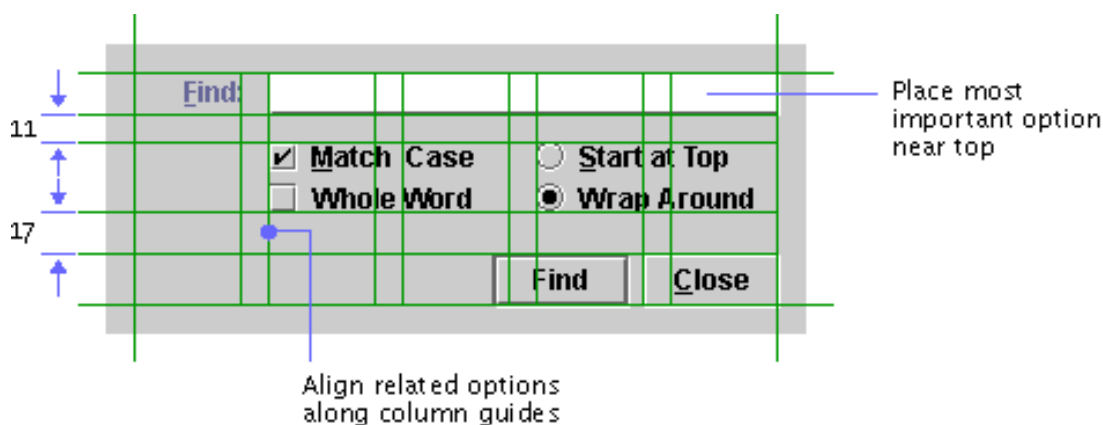 Find:
Place most
important option
near top
11
Match Case
Start at Top
Whole Word
Wrap Around
17
Find
Close
Align related options
along column guides